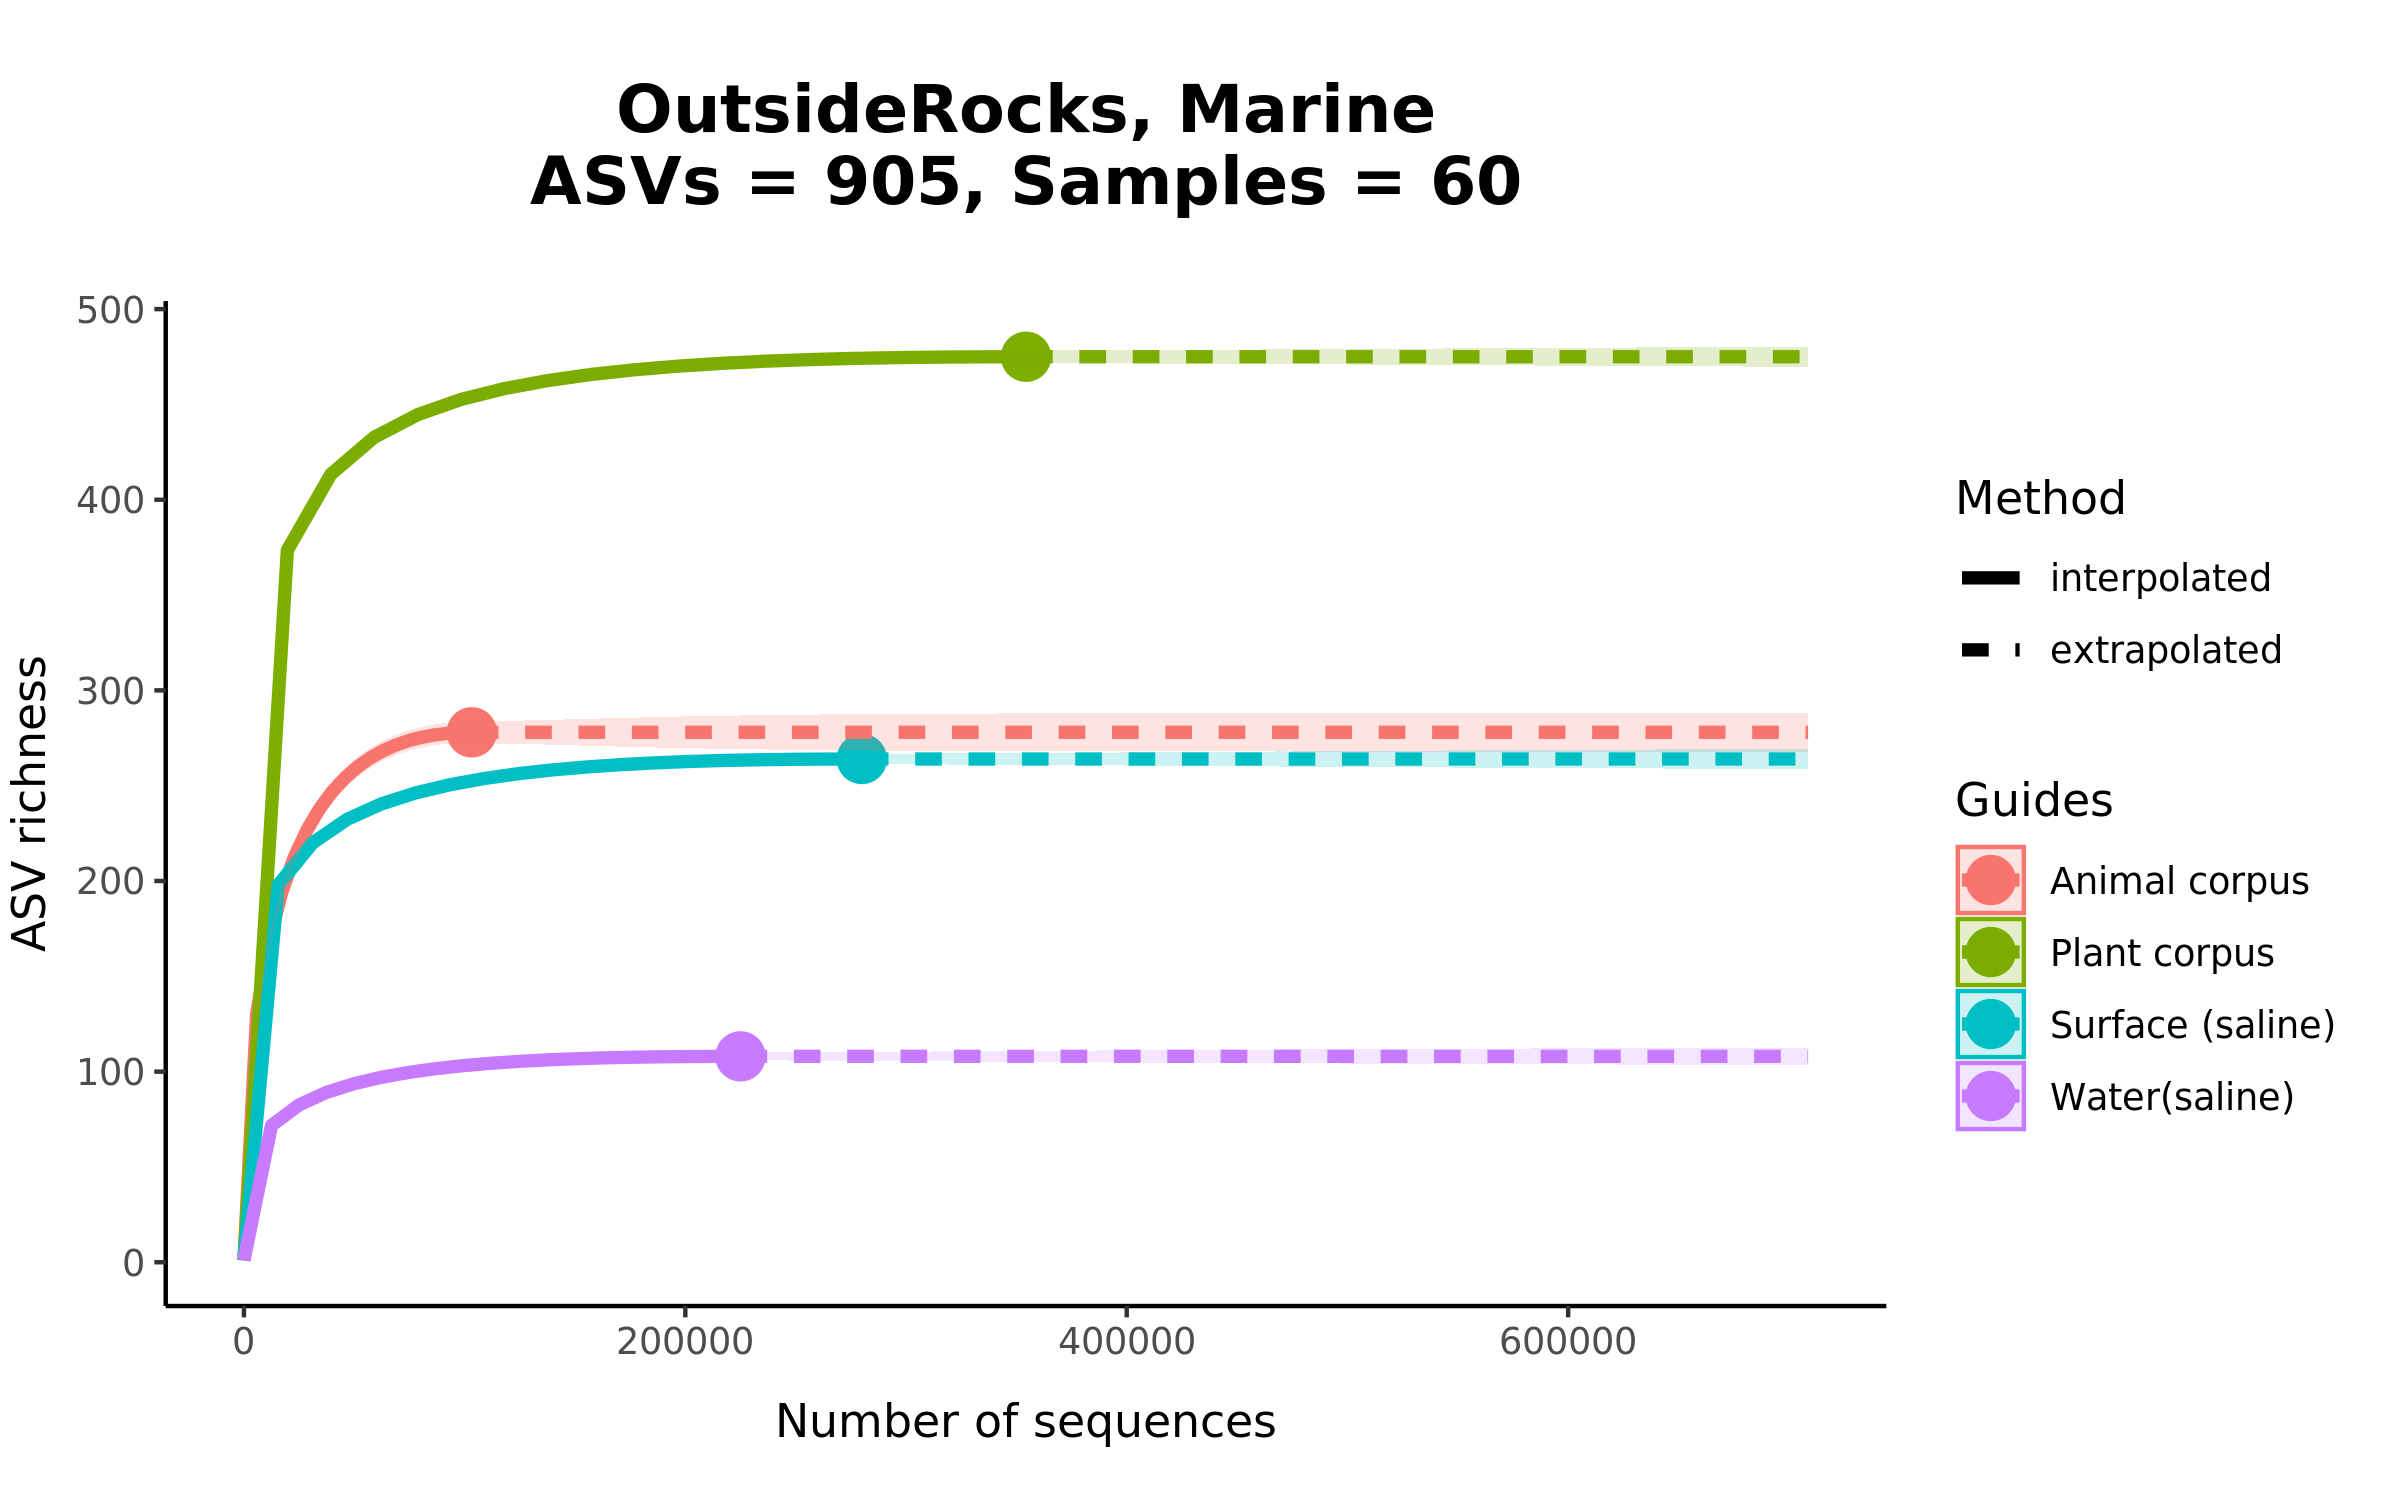 OutsideRocks, Marine
ASVs = 905, Samples = 60
ASV richness
500
400
300
200
100
0
0
200000
400000
600000
Number of sequences
Method
interpolated
extrapolated
Guides
Animal corpus
Plant corpus
Surface (saline)
Water(saline)